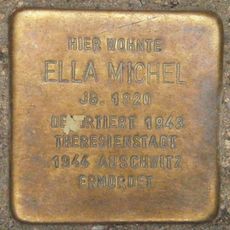 HIER WOHNTE
ELLA MICHEL
JG. 1920
DEPORTIERT 1943
THERESIENSTADT
1944 AUSCHWITZ
ERMORDET